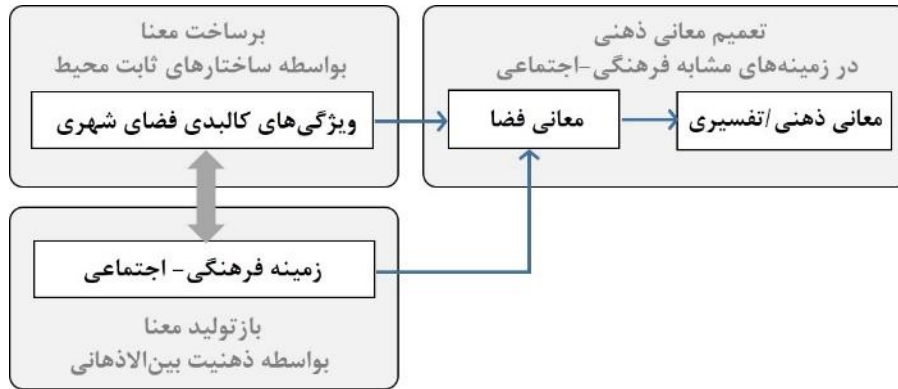 برساخت معنا
بواسطه ساختارهای ثابت محیط
ویژگی‌های کالبدی فضای شهری
تعمیم معانی ذهنی
در زمینه‌های مشابه فرهنگی-اجتماعی
معانی فضا
معانی ذهنی/تفسیری
زمینه فرهنگی- اجتماعی
بازتولید معنا
بواسطه ذهنیت بین‌الاذهانی